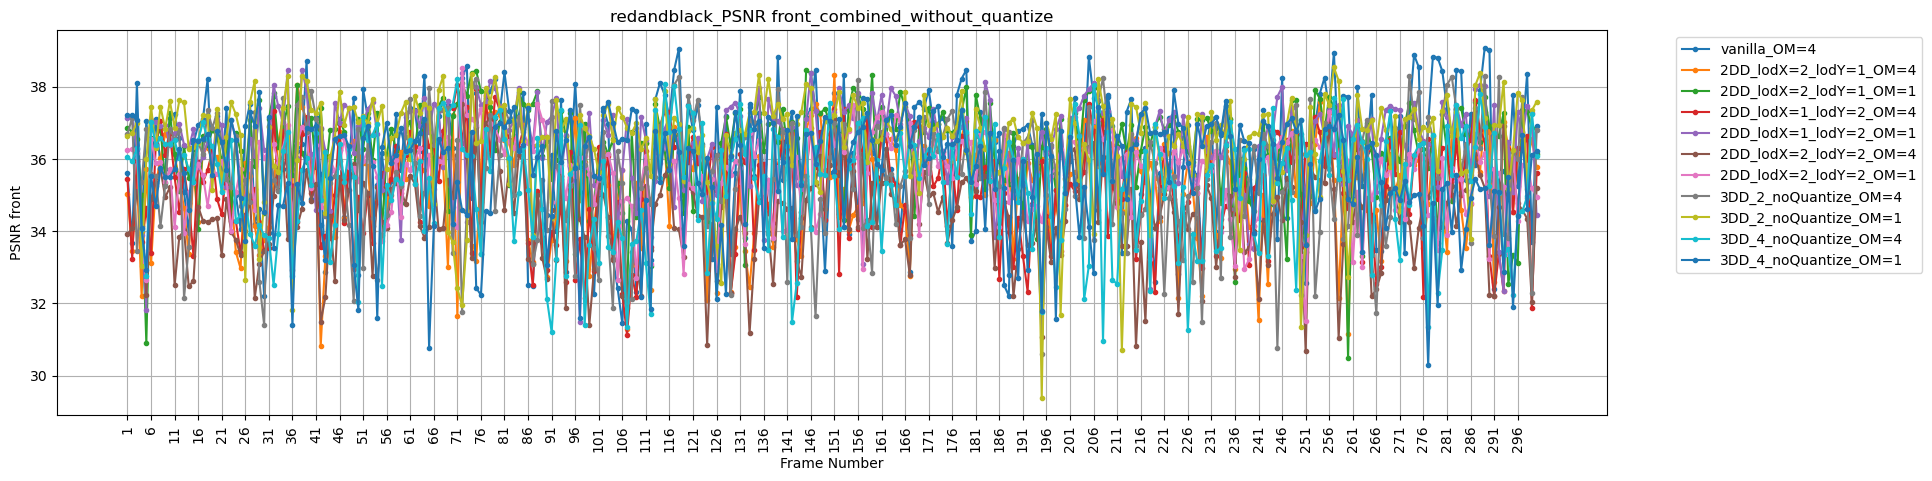 redandblack_PSNR front_combined_without_quantize
PSNR front
38
36
34
32
30
1 6 11 16 21 26 31 36 41 46 51 56 61 66 71 76 81 86 91 96 101 106 111 116 121 126 131 136 141 146 151 156 161 166 171 176 181 186 191 196 201 206 211 216 221 226 231 236 241 246 251 256 261 266 271 276 281 286 291 296
Frame Number
vanilla_OM=4
2DD_lodX=2_lodY=1_OM=4
2DD_lodX=2_lodY=1_OM=1
2DD_lodX=1_lodY=2_OM=4
2DD_lodX=1_lodY=2_OM=1
2DD_lodX=2_lodY=2_OM=4
2DD_lodX=2_lodY=2_OM=1
3DD_2_noQuantize_OM=4
3DD_2_noQuantize_OM=1
3DD_4_noQuantize_OM=4
3DD_4_noQuantize_OM=1